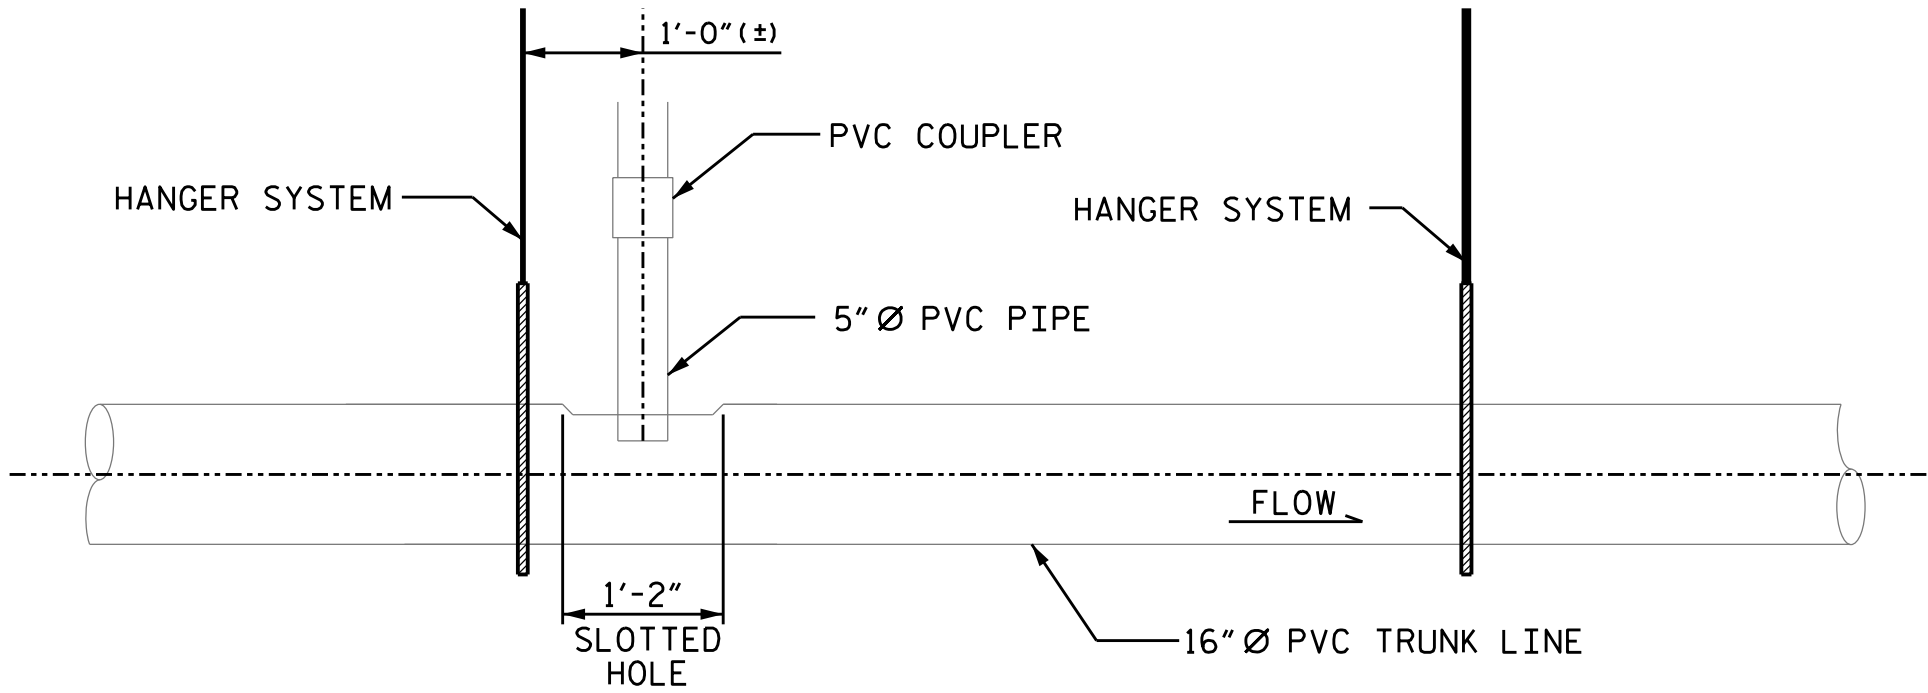 1'-0"(±)
PVC COUPLER
HANGER SYSTEM
HANGER SYSTEM
5"Ø PVC PIPE
FLOW
1'-2"
SLOTTED
HOLE
16"Ø PVC TRUNK LINE